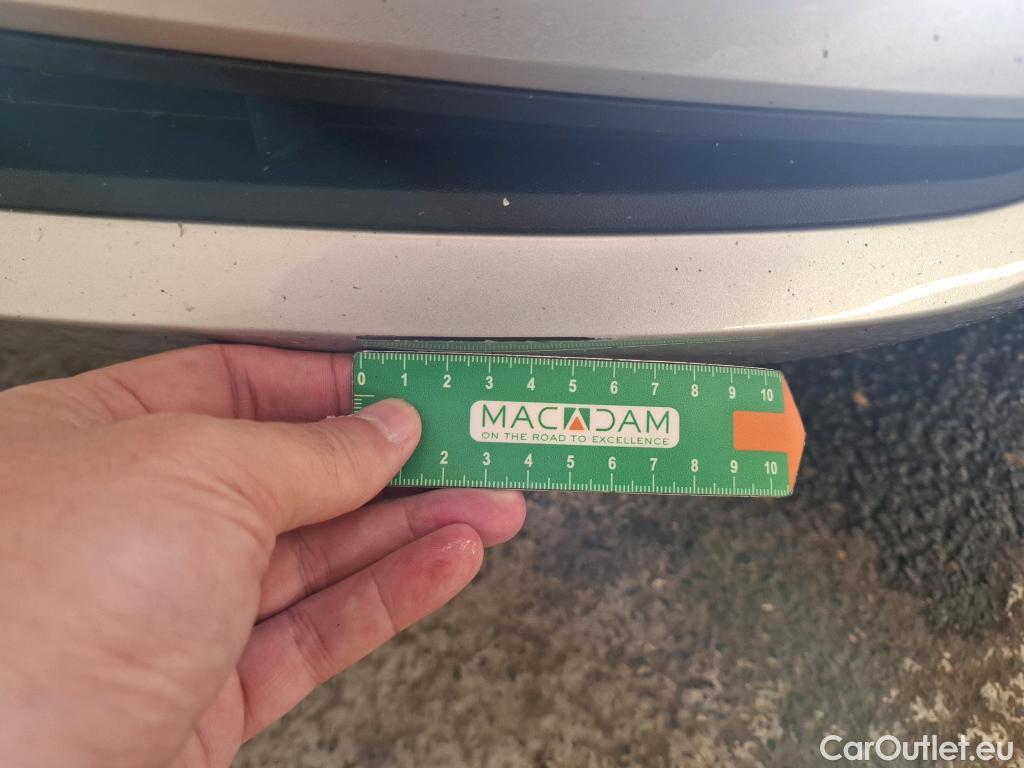 0 1 2 3 4 5 6 7 8 9 10
MACADAM
ON THE ROAD TO EXCELLENCE
2 3 4 5 6 7 8 9 10
CarOutlet.eu